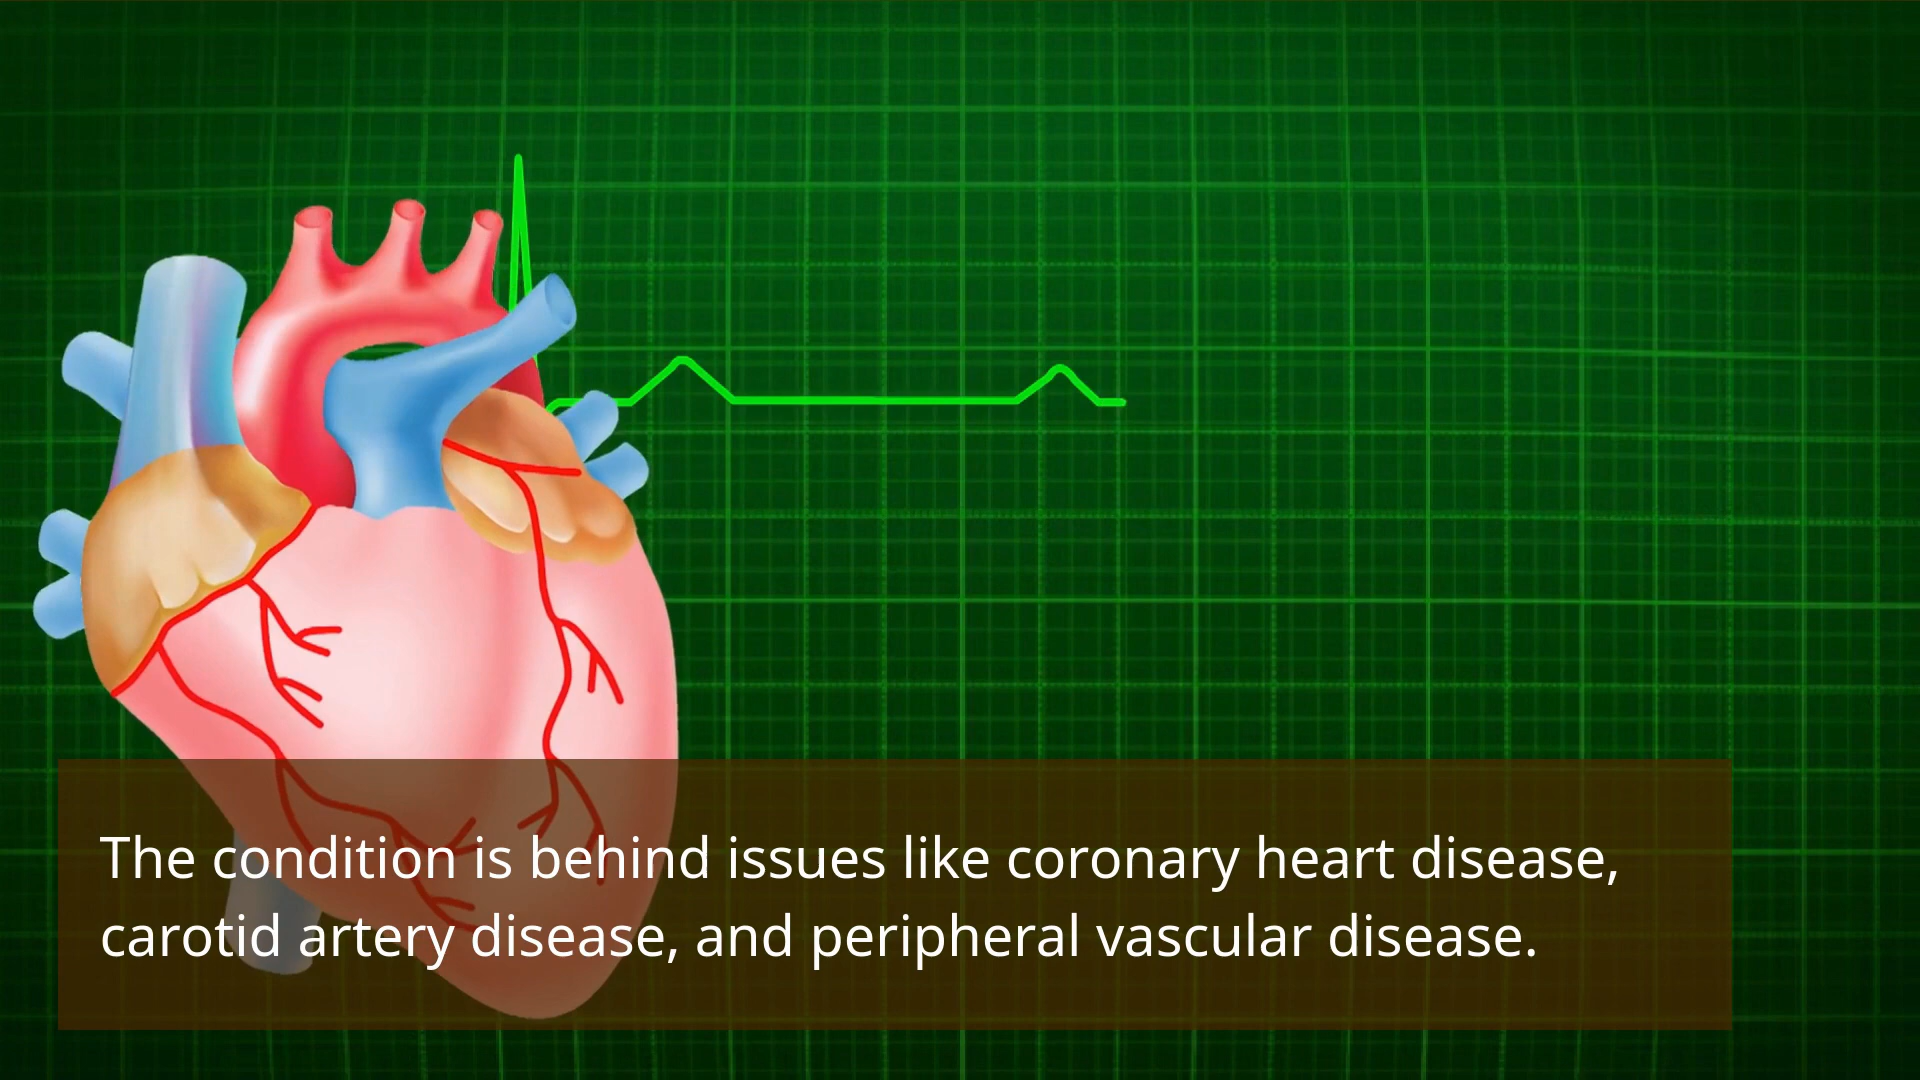 The condition is behind issues like coronary heart disease,
carotid artery disease, and peripheral vascular disease.